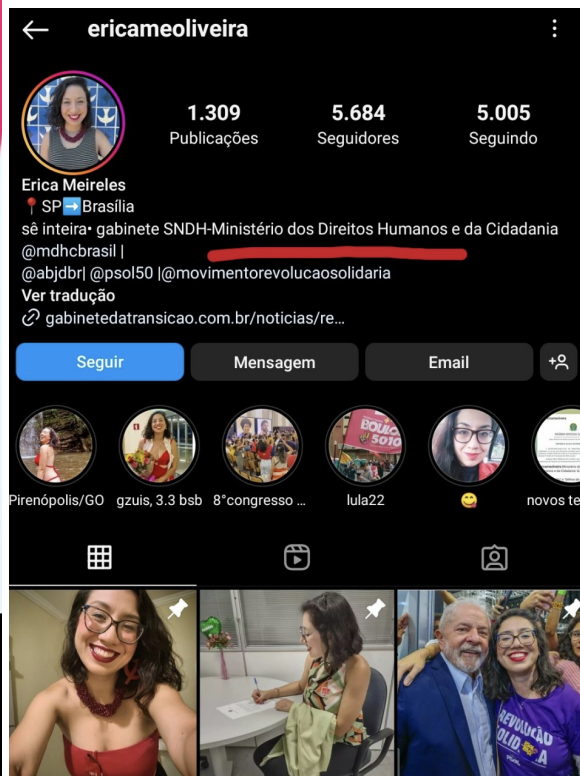 ericameoliveira
1.309
5.684
5.005
Publicações
Seguidores
Seguindo
Erica Meireles
SP Brasília
sê inteira• gabinete SNDH-Ministério dos Direitos Humanos e da Cidadania
@mdhcbrasil |
@abjdbr| @psol50 |@movimentorevolucaosolidaria
Ver tradução
gabinetedatransicao.com.br/noticias/re...
Seguir
Mensagem
Email
BOULOS
5010
Pirenópolis/GO
gzuis, 3.3 bsb
8°congresso ...
lula22
novos te
REVOLUÇÃO